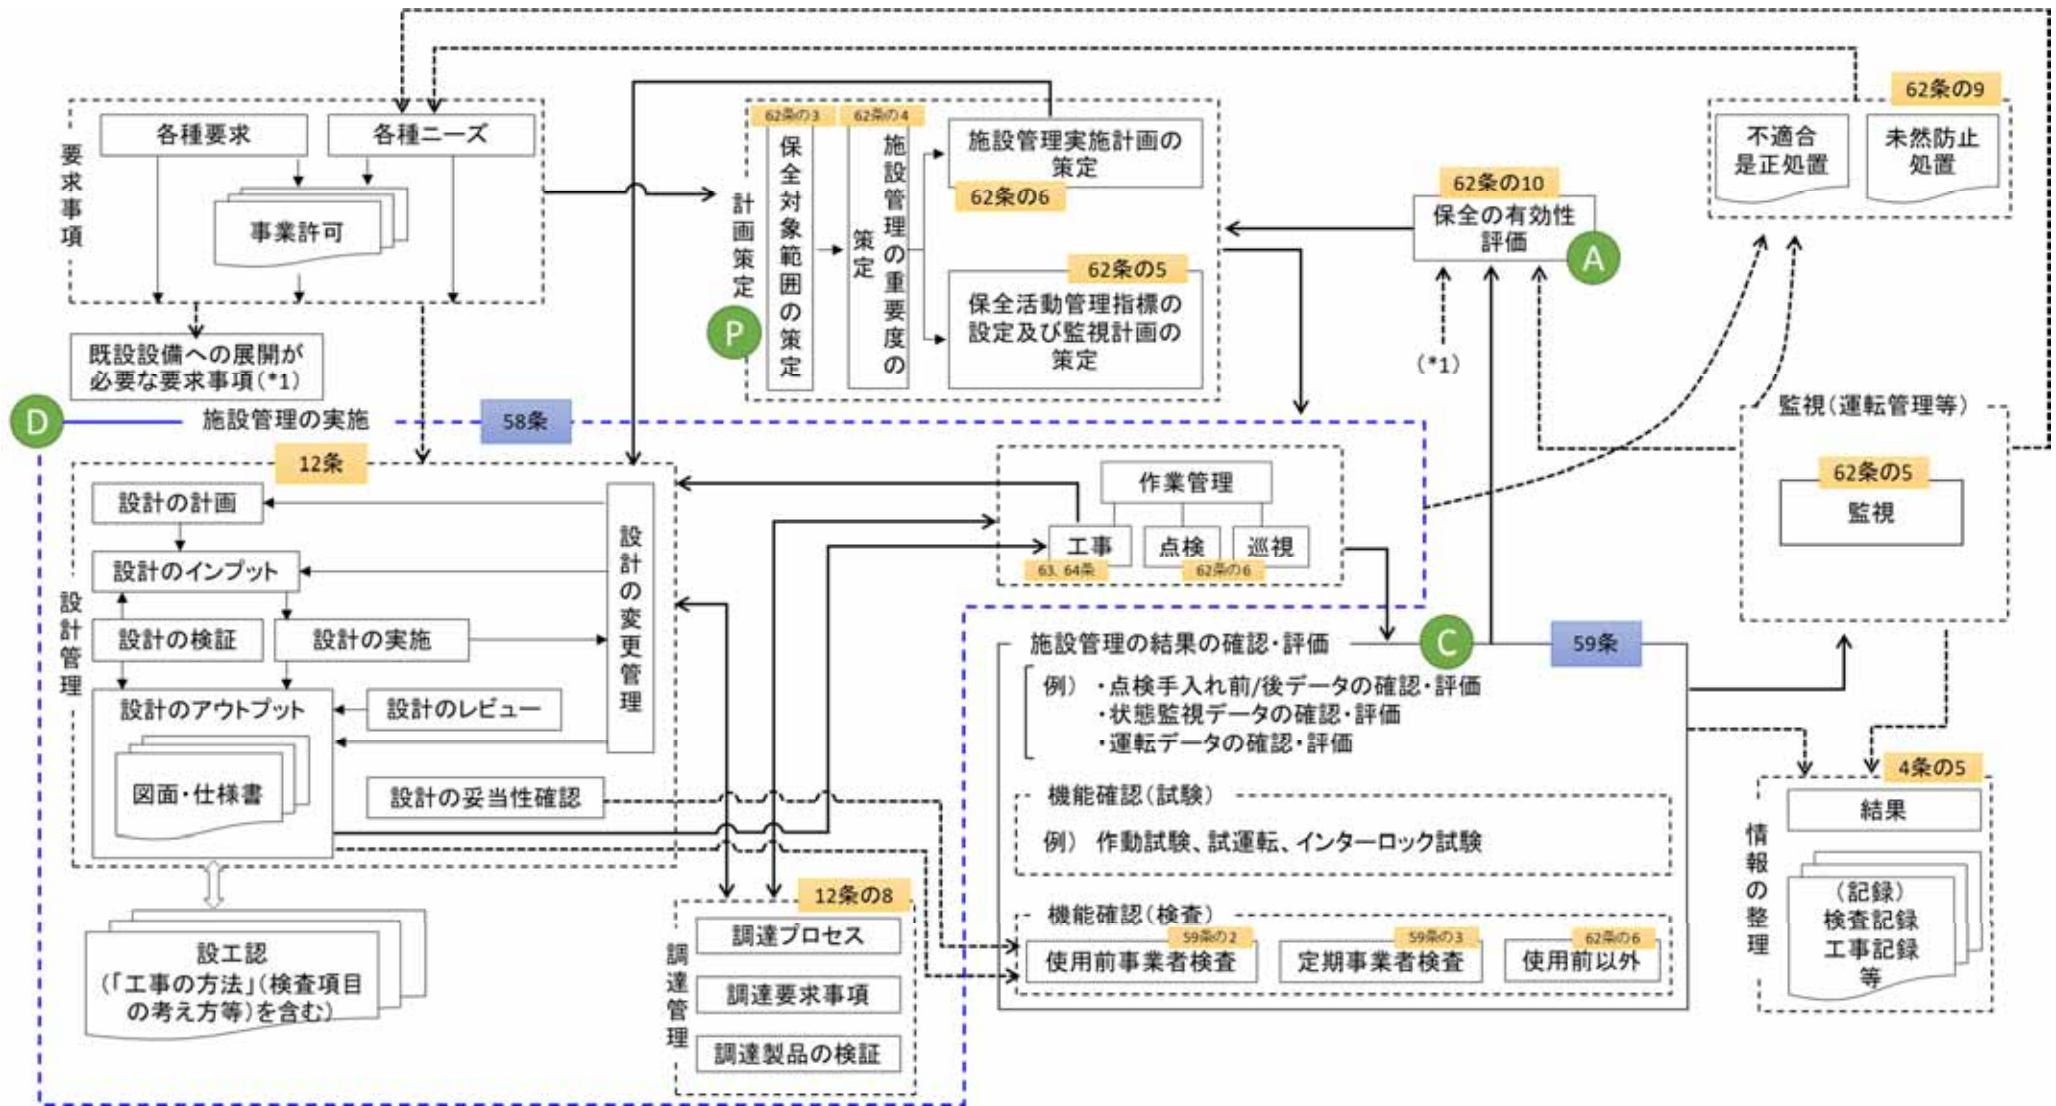 要求事項
各種要求
各種ニーズ
事業許可
既設設備への展開が
必要な要求事項(*1)
計画策定
P
62条の3
保全対象範囲の策定
62条の4
施設管理の重要度の
策定
施設管理実施計画の
策定
62条の6
62条の5
保全活動管理指標の
設定及び監視計画の
策定
62条の10
保全の有効性
評価
A
(*1)
62条の9
不適合
是正処置
未然防止
処置
監視(運転管理等)
62条の5
監視
D
施設管理の実施
58条
12条
設計管理
設計の計画
設計のインプット
設計の検証
設計の実施
設計のアウトプット
設計のレビュー
図面・仕様書
設計の妥当性確認
設計の変更管理
設工認
(「工事の方法」(検査項目
の考え方等)を含む)
作業管理
工事
点検
巡視
63、64条
62条の6
12条の8
調達管理
調達プロセス
調達要求事項
調達製品の検証
施設管理の結果の確認・評価
C
59条
例) ・点検手入れ前/後データの確認・評価
・状態監視データの確認・評価
・運転データの確認・評価
機能確認(試験)
例) 作動試験、試運転、インターロック試験
機能確認(検査)
59条の2
使用前事業者検査
59条の3
定期事業者検査
62条の6
使用前以外
4条の5
情報の整理
結果
(記録)
検査記録
工事記録
等